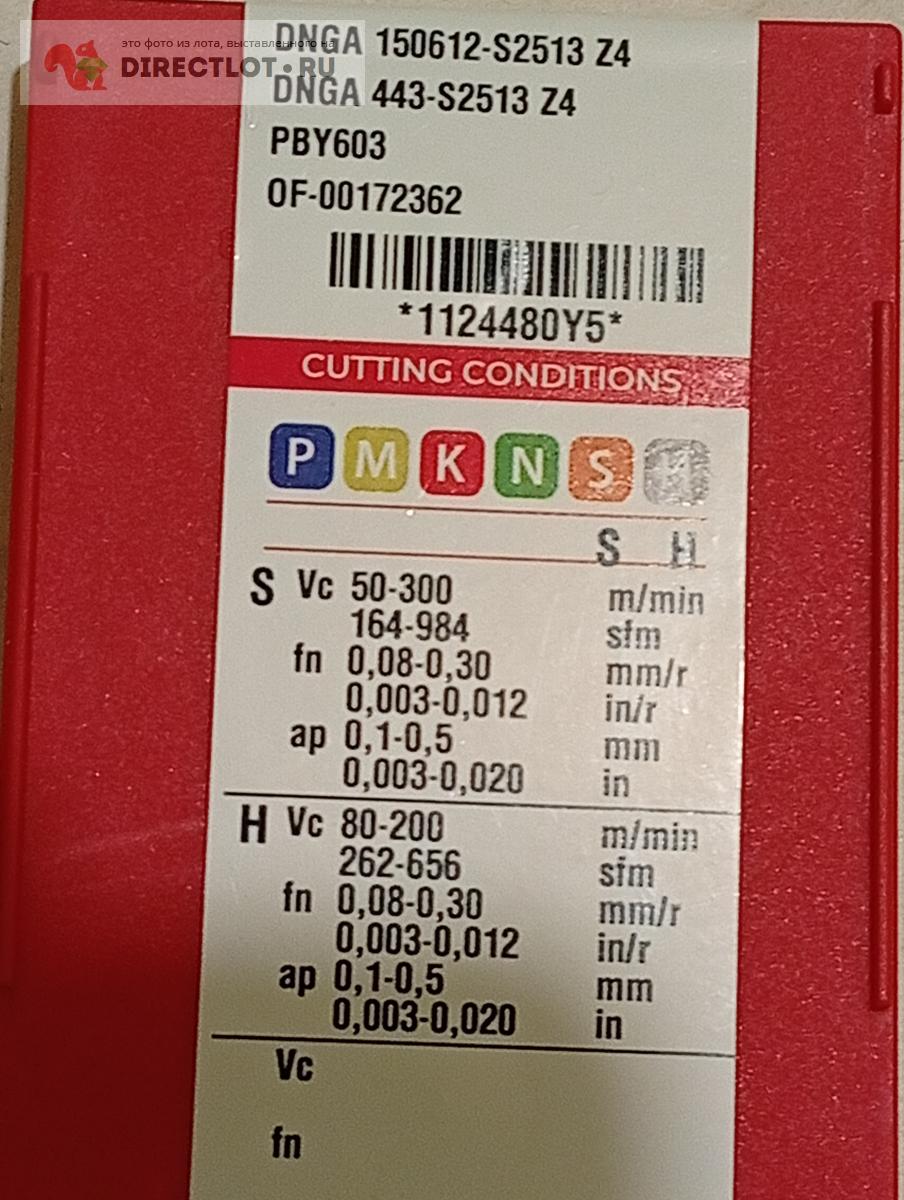 это фото из лота, выставленного на
DIRECTLOT.RU
DNGA 150612-S2513 Z4
DNGA 443-S2513 Z4
PBY603
OF-00172362
*1124480Y5*
CUTTING CONDITIONS
P M K N S H
S H
S Vc 50-300 m/min
164-984 sfm
fn 0,08-0,30 mm/r
0,003-0,012 in/r
ap 0,1-0,5 mm
0,003-0,020 in
H Vc 80-200 m/min
262-656 sfm
fn 0,08-0,30 mm/r
0,003-0,012 in/r
ap 0,1-0,5 mm
0,003-0,020 in
Vc
fn